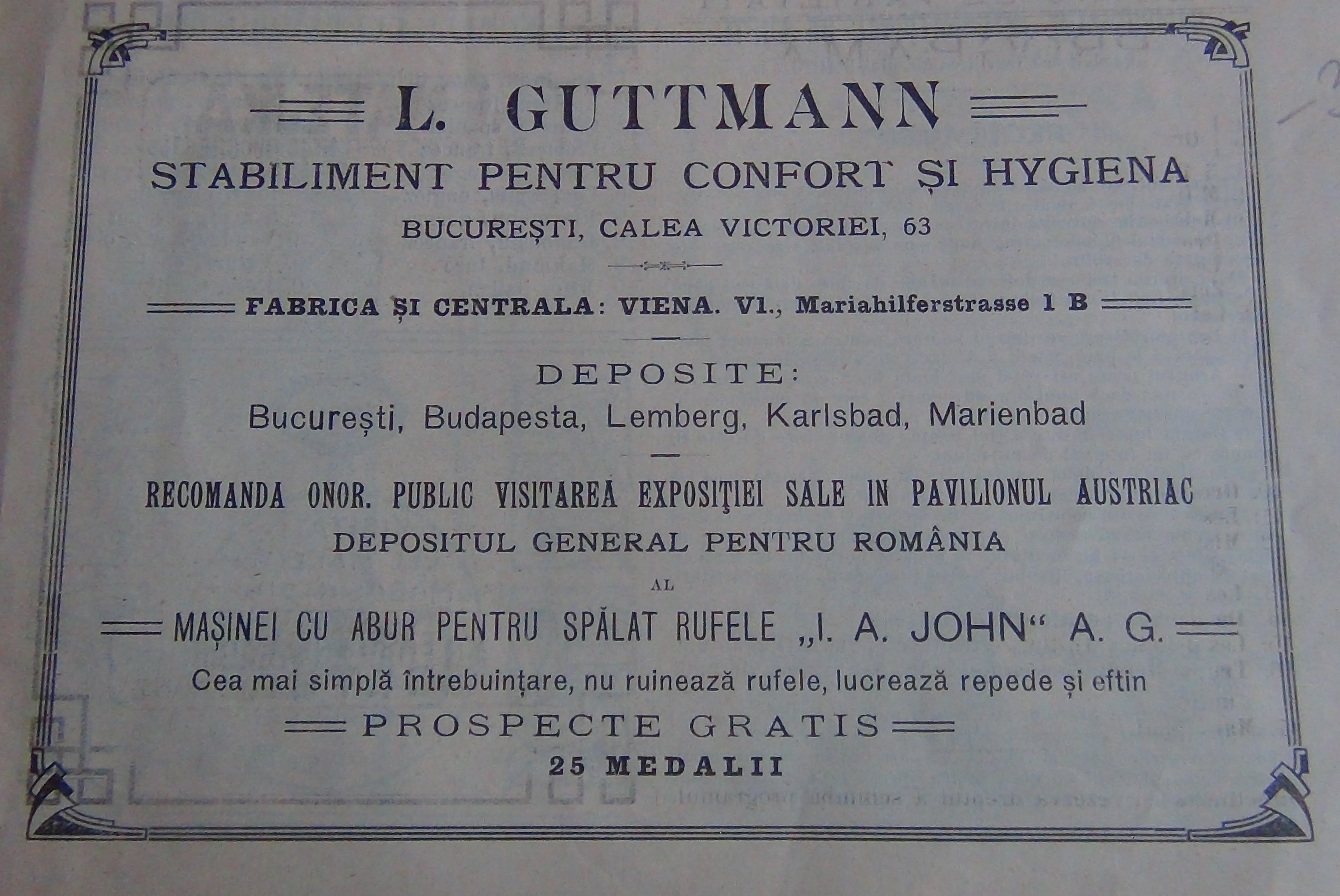 L. GUTTMANN
STABILIMENT PENTRU CONFORT ȘI HYGIENA
BUCUREȘTI, CALEA VICTORIEI, 63
FABRICA ȘI CENTRALA: VIENA. VI., Mariahilferstrasse 1 B
DEPOSITE:
București, Budapesta, Lemberg, Karlsbad, Marienbad
RECOMANDA ONOR. PUBLIC VISITAREA EXPOSIȚIEI SALE IN PAVILIONUL AUSTRIAC
DEPOSITUL GENERAL PENTRU ROMÂNIA
AL
MAȘINEI CU ABUR PENTRU SPĂLAT RUFELE „I. A. JOHN“ A. G.
Cea mai simplă întrebuințare, nu ruinează rufele, lucrează repede și eftin
PROSPECTE GRATIS
25 MEDALII